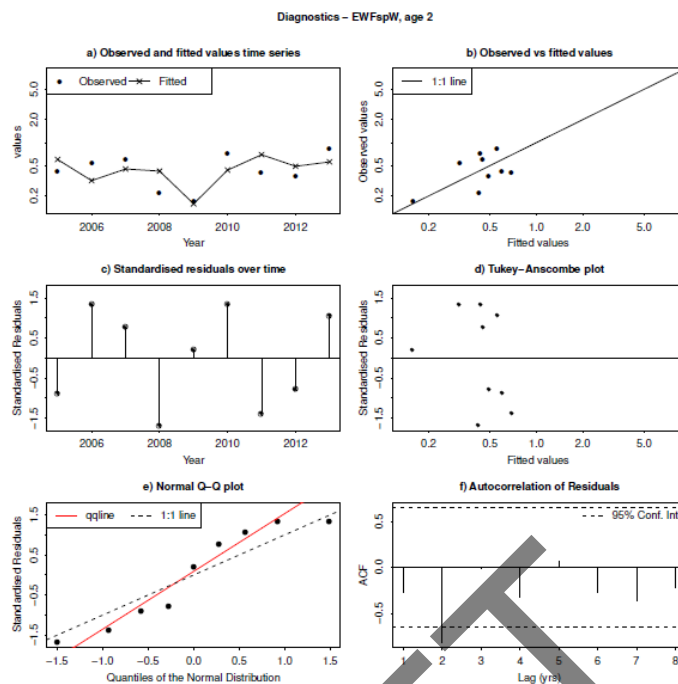 Diagnostics – EWFspW, age 2
a) Observed and fitted values time series
Observed Fitted
values
0.2 0.5 2.0 5.0
2006 2008 2010 2012
Year
b) Observed vs fitted values
1:1 line
Observed values
0.2 0.5 1.0 2.0 5.0
0.2 0.5 1.0 2.0 5.0
Fitted values
c) Standardised residuals over time
Standardised Residuals
−1.5 −0.5 0.5 1.5
2006 2008 2010 2012
Year
d) Tukey−Anscombe plot
Standardised Residuals
−1.5 −0.5 0.5 1.5
0.2 0.5 1.0 2.0 5.0
Fitted values
e) Normal Q−Q plot
qqline 1:1 line
Standardised Residuals
−1.5 −0.5 0.5 1.5
−1.5 −1.0 −0.5 0.0 0.5 1.0 1.5
Quantiles of the Normal Distribution
f) Autocorrelation of Residuals
95% Conf. Int
ACF
−0.5 0.0 0.5
1 2 3 4 5 6 7 8
Lag (yrs)